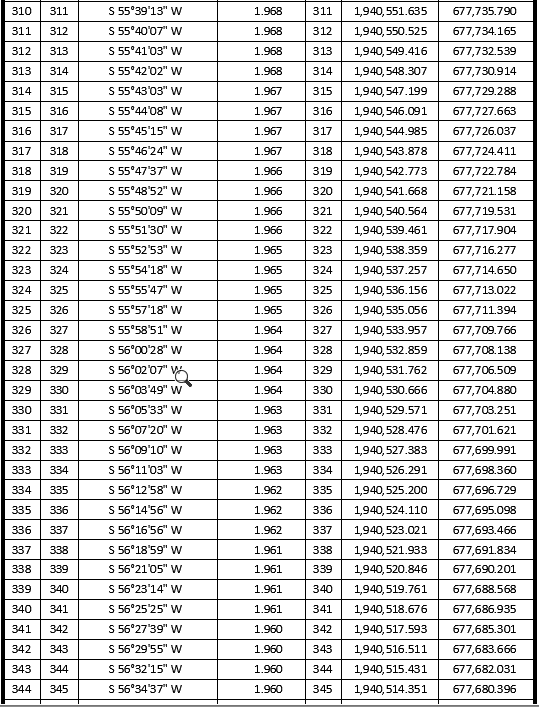 310 311 S 55°39'13" W 1.968 311 1,940,551.635 677,735.790
311 312 S 55°40'07" W 1.968 312 1,940,550.525 677,734.165
312 313 S 55°41'03" W 1.968 313 1,940,549.416 677,732.539
313 314 S 55°42'02" W 1.968 314 1,940,548.307 677,730.914
314 315 S 55°43'03" W 1.967 315 1,940,547.199 677,729.288
315 316 S 55°44'08" W 1.967 316 1,940,546.091 677,727.663
316 317 S 55°45'15" W 1.967 317 1,940,544.985 677,726.037
317 318 S 55°46'24" W 1.967 318 1,940,543.878 677,724.411
318 319 S 55°47'37" W 1.966 319 1,940,542.773 677,722.784
319 320 S 55°48'52" W 1.966 320 1,940,541.668 677,721.158
320 321 S 55°50'09" W 1.966 321 1,940,540.564 677,719.531
321 322 S 55°51'30" W 1.966 322 1,940,539.461 677,717.904
322 323 S 55°52'53" W 1.965 323 1,940,538.359 677,716.277
323 324 S 55°54'18" W 1.965 324 1,940,537.257 677,714.650
324 325 S 55°55'47" W 1.965 325 1,940,536.156 677,713.022
325 326 S 55°57'18" W 1.965 326 1,940,535.056 677,711.394
326 327 S 55°58'51" W 1.964 327 1,940,533.957 677,709.766
327 328 S 56°00'28" W 1.964 328 1,940,532.859 677,708.138
328 329 S 56°02'07" W 1.964 329 1,940,531.762 677,706.509
329 330 S 56°03'49" W 1.964 330 1,940,530.666 677,704.880
330 331 S 56°05'33" W 1.963 331 1,940,529.571 677,703.251
331 332 S 56°07'20" W 1.963 332 1,940,528.476 677,701.621
332 333 S 56°09'10" W 1.963 333 1,940,527.383 677,699.991
333 334 S 56°11'03" W 1.963 334 1,940,526.291 677,698.360
334 335 S 56°12'58" W 1.962 335 1,940,525.200 677,696.729
335 336 S 56°14'56" W 1.962 336 1,940,524.110 677,695.098
336 337 S 56°16'56" W 1.962 337 1,940,523.021 677,693.466
337 338 S 56°18'59" W 1.961 338 1,940,521.933 677,691.834
338 339 S 56°21'05" W 1.961 339 1,940,520.846 677,690.201
339 340 S 56°23'14" W 1.961 340 1,940,519.761 677,688.568
340 341 S 56°25'25" W 1.961 341 1,940,518.676 677,686.935
341 342 S 56°27'39" W 1.960 342 1,940,517.593 677,685.301
342 343 S 56°29'55" W 1.960 343 1,940,516.511 677,683.666
343 344 S 56°32'15" W 1.960 344 1,940,515.431 677,682.031
344 345 S 56°34'37" W 1.960 345 1,940,514.351 677,680.396